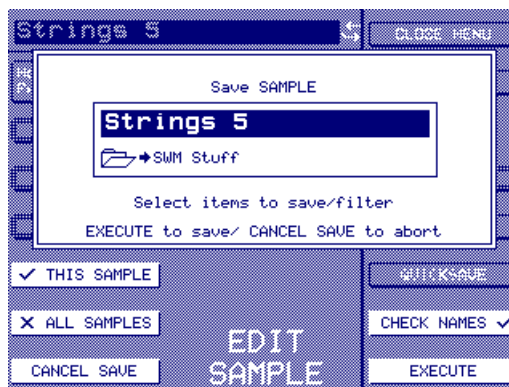 Strings 5
CLOSE MENU
Save SAMPLE
Strings 5
SWM Stuff
Select items to save/filter
EXECUTE to save/ CANCEL SAVE to abort
THIS SAMPLE
QUICKSAVE
ALL SAMPLES
CHECK NAMES
EDIT
SAMPLE
CANCEL SAVE
EXECUTE